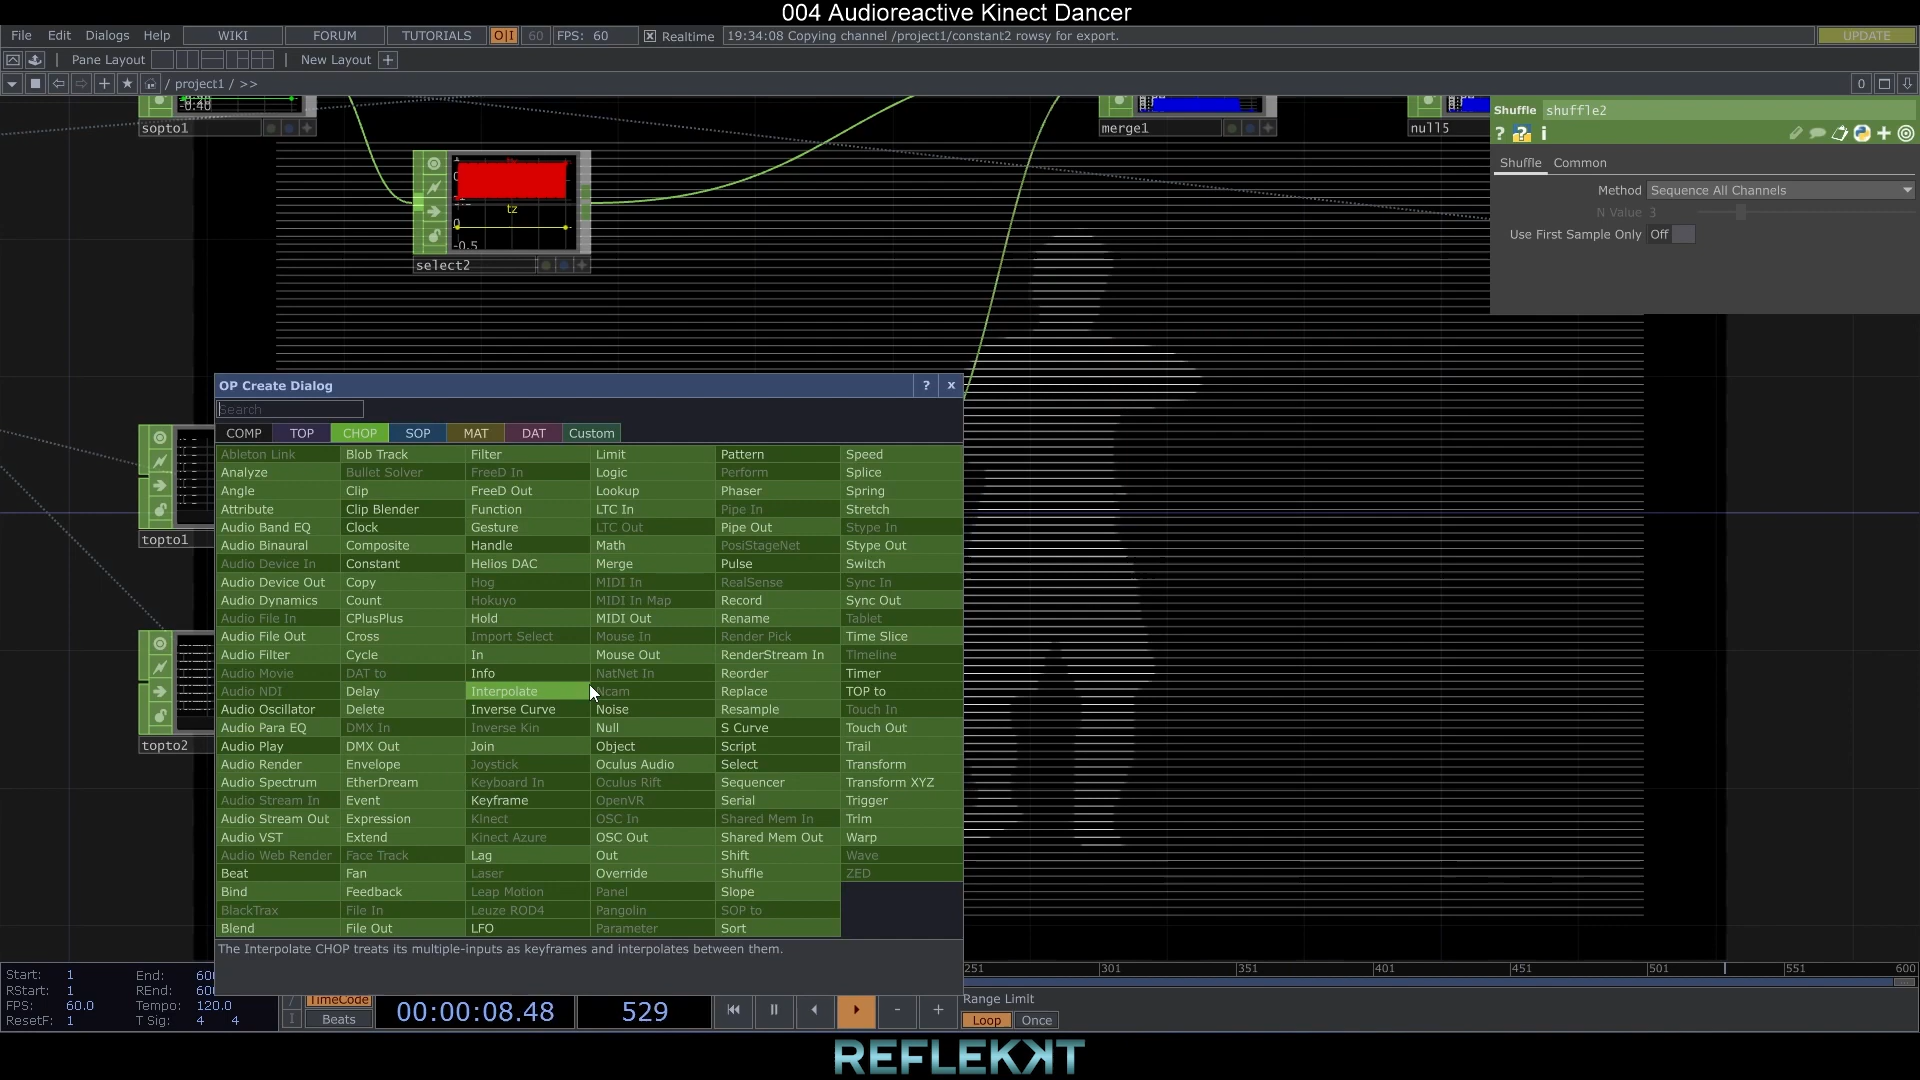 004 Audioreactive Kinect Dancer
File Edit Dialogs Help WIKI FORUM TUTORIALS O|I 60 FPS: 60 Realtime 19:34:08 Copying channel /project1/constant2 rowsy for export. UPDATE
Pane Layout New Layout +
/ project1 / >> 0
-0.40
sopto1
merge1
null5
Shuffle shuffle2
? ? i
Shuffle Common
Method Sequence All Channels
N Value 3
Use First Sample Only Off
tz
0
-0.5
select2
topto1
topto2
OP Create Dialog ? x
Search
COMP TOP CHOP SOP MAT DAT Custom
Ableton Link Blob Track Filter Limit Pattern Speed
Analyze Bullet Solver FreeD In Logic Perform Splice
Angle Clip FreeD Out Lookup Phaser Spring
Attribute Clip Blender Function LTC In Pipe In Stretch
Audio Band EQ Clock Gesture LTC Out Pipe Out Stype In
Audio Binaural Composite Handle Math PosiStageNet Stype Out
Audio Device In Constant Helios DAC Merge Pulse Switch
Audio Device Out Copy Hog MIDI In RealSense Sync In
Audio Dynamics Count Hokuyo MIDI In Map Record Sync Out
Audio File In CPlusPlus Hold MIDI Out Rename Tablet
Audio File Out Cross Import Select Mouse In Render Pick Time Slice
Audio Filter Cycle In Mouse Out RenderStream In Timeline
Audio Movie DAT to Info NatNet In Reorder Timer
Audio NDI Delay Interpolate Ncam Replace TOP to
Audio Oscillator Delete Inverse Curve Noise Resample Touch In
Audio Para EQ DMX In Inverse Kin Null S Curve Touch Out
Audio Play DMX Out Join Object Script Trail
Audio Render Envelope Joystick Oculus Audio Select Transform
Audio Spectrum EtherDream Keyboard In Oculus Rift Sequencer Transform XYZ
Audio Stream In Event Keyframe OpenVR Serial Trigger
Audio Stream Out Expression Kinect OSC In Shared Mem In Trim
Audio VST Extend Kinect Azure OSC Out Shared Mem Out Warp
Audio Web Render Face Track Lag Out Shift Wave
Beat Fan Laser Override Shuffle ZED
Bind Feedback Leap Motion Panel Slope
BlackTrax File In Leuze ROD4 Pangolin SOP to
Blend File Out LFO Parameter Sort
The Interpolate CHOP treats its multiple-inputs as keyframes and interpolates between them.
251 301 351 401 451 501 551 600
Start: 1 End: 60
RStart: 1 REnd: 60
FPS: 60.0 Tempo: 120.0
ResetF: 1 T Sig: 4 4
TimeCode
Beats
00:00:08.48 529 - +
Range Limit
Loop Once
REFLEKKT